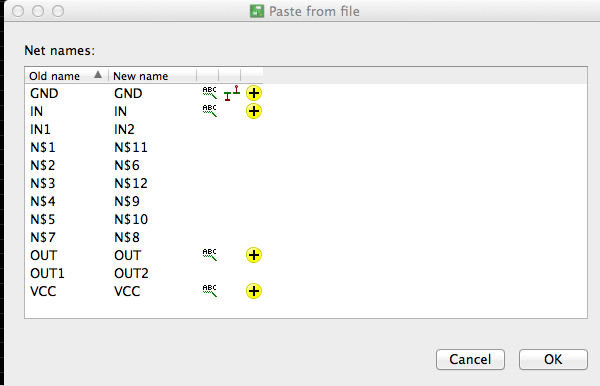 Paste from file
Net names:
Old name New name
GND GND ABC
IN IN ABC
IN1 IN2
N$1 N$11
N$2 N$6
N$3 N$12
N$4 N$9
N$5 N$10
N$7 N$8
OUT OUT ABC
OUT1 OUT2
VCC VCC ABC
Cancel OK